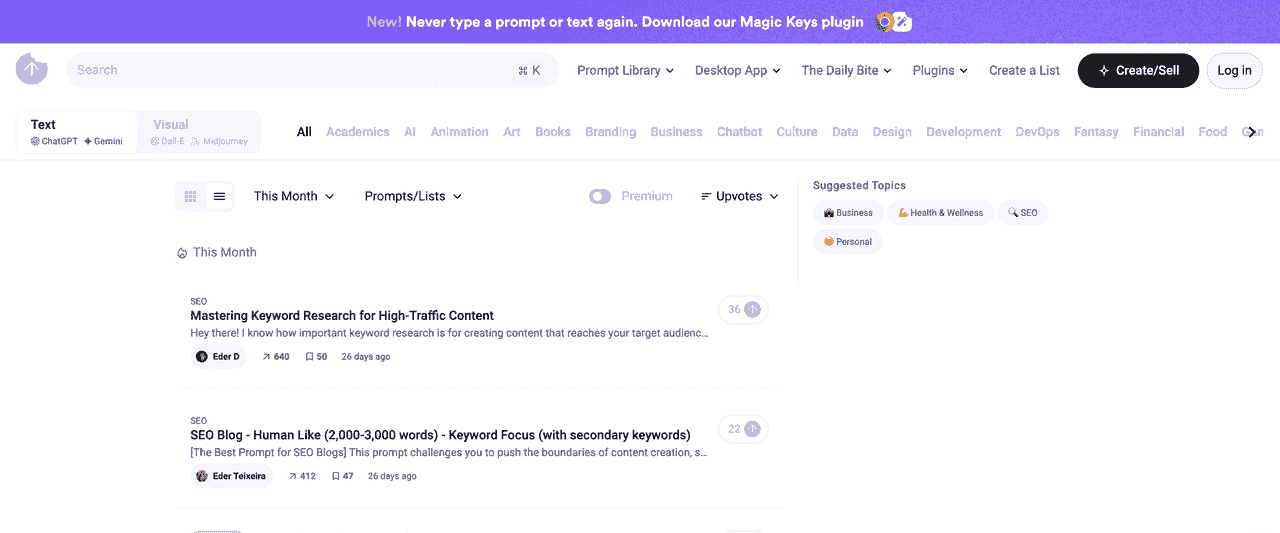 New! Never type a prompt or text again. Download our Magic Keys plugin
Search ⌘ K Prompt Library Desktop App The Daily Bite Plugins Create a List Create/Sell Log in
Text Visual
ChatGPT Gemini Dall-E Midjourney
All Academics AI Animation Art Books Branding Business Chatbot Culture Data Design Development DevOps Fantasy Financial Food
This Month Prompts/Lists Premium Upvotes
Suggested Topics
Business Health & Wellness SEO
Personal
This Month
SEO
Mastering Keyword Research for High-Traffic Content
36
Hey there! I know how important keyword research is for creating content that reaches your target audienc...
Eder D 640 50 26 days ago
SEO
SEO Blog - Human Like (2,000-3,000 words) - Keyword Focus (with secondary keywords)
22
[The Best Prompt for SEO Blogs] This prompt challenges you to push the boundaries of content creation, s...
Eder Teixeira 412 47 26 days ago